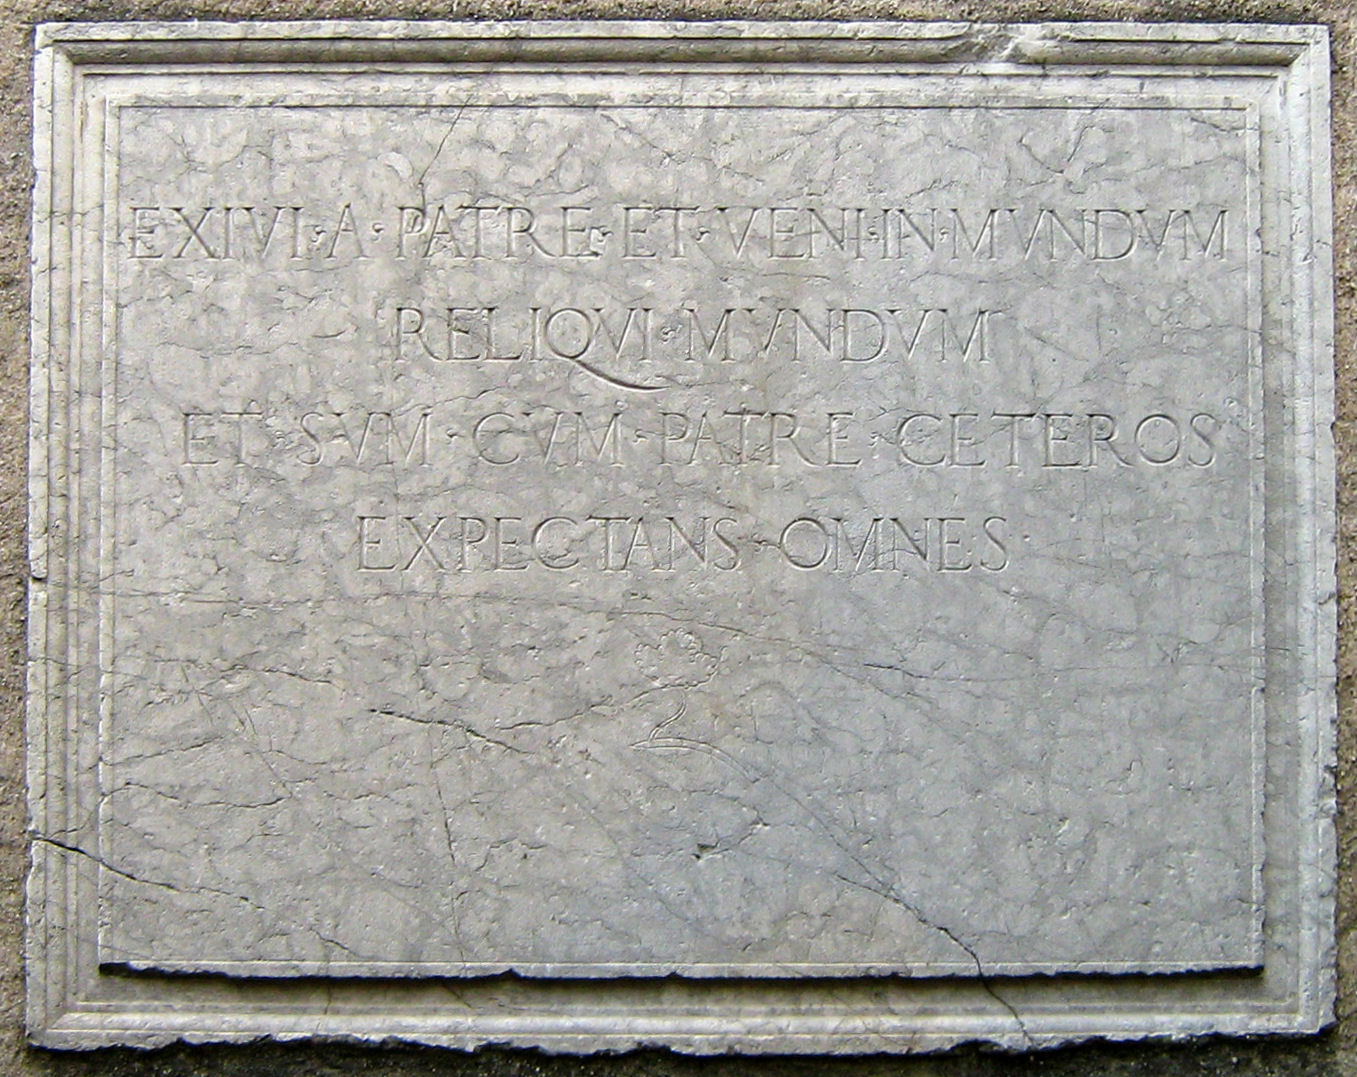 EXIVI · A · PATRE · ET · VENI · IN · MVNDVM ·
RELIQVI · MVNDVM
ET · SVM · CVM · PATRE · CETEROS
EXPECTANS · OMNES ·